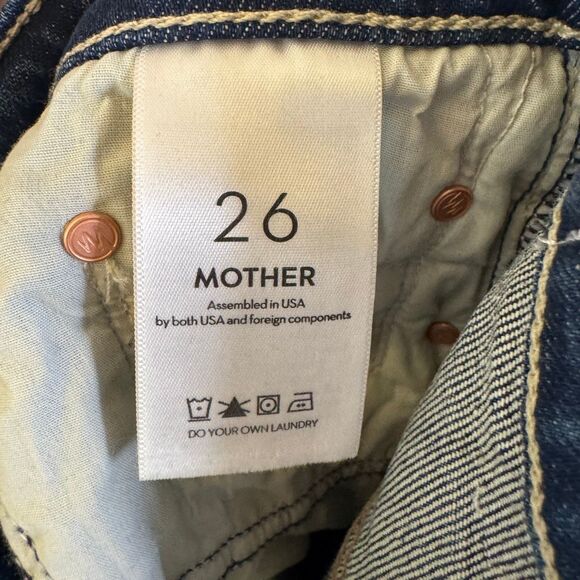 26
MOTHER
Assembled in USA
by both USA and foreign components
DO YOUR OWN LAUNDRY